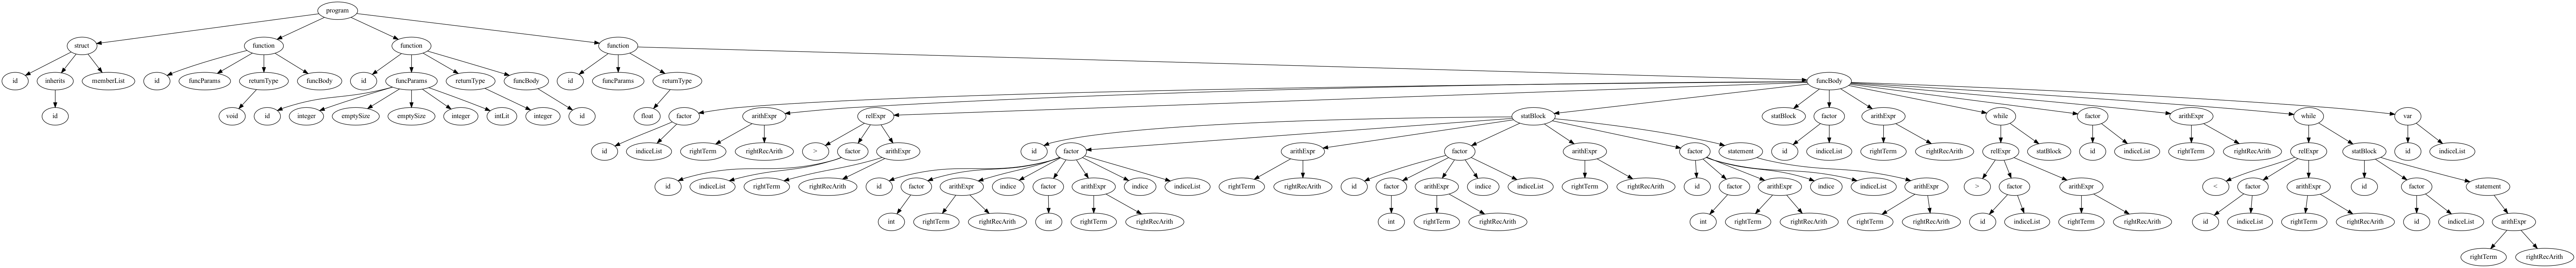 program
struct function function function
id inherits memberList id funcParams returnType funcBody id funcParams returnType funcBody id funcParams returnType funcBody
id void id integer emptySize emptySize integer intLit integer id float factor arithExpr relExpr statBlock statBlock factor arithExpr while factor arithExpr while var
id indiceList rightTerm rightRecArith > factor arithExpr id factor arithExpr factor arithExpr factor statement id indiceList rightTerm rightRecArith relExpr statBlock id indiceList rightTerm rightRecArith relExpr statBlock id indiceList
id indiceList rightTerm rightRecArith id factor arithExpr indice factor arithExpr indice indiceList rightTerm rightRecArith id factor arithExpr indice indiceList rightTerm rightRecArith id factor arithExpr indice indiceList arithExpr > factor arithExpr < factor arithExpr id factor statement
int rightTerm rightRecArith int rightTerm rightRecArith int rightTerm rightRecArith int rightTerm rightRecArith rightTerm rightRecArith id indiceList rightTerm rightRecArith id indiceList rightTerm rightRecArith id indiceList arithExpr
rightTerm rightRecArith